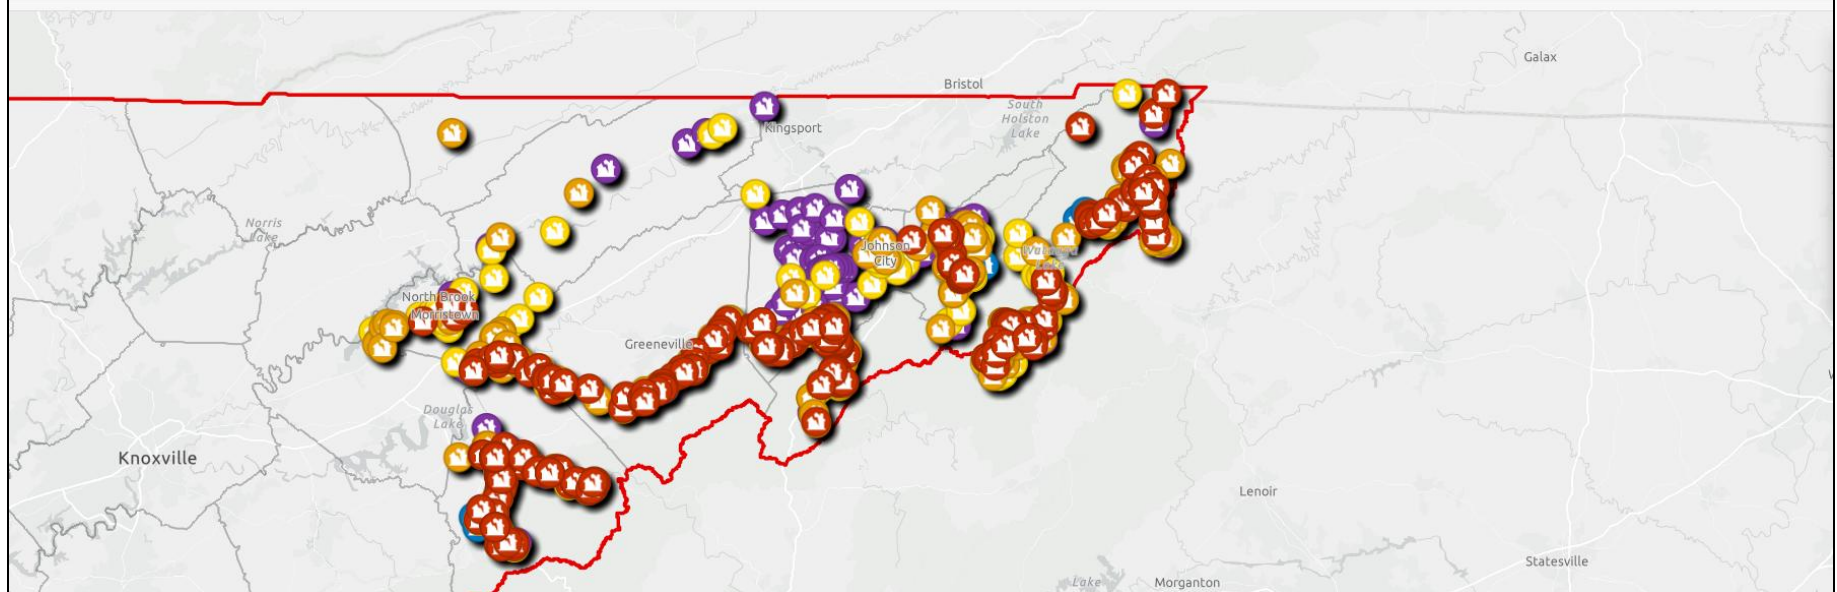 Galax
Bristol
South
Holston
Lake
Kingsport
Norris
Lake
Johnson
City
North Brook
Morristown
Greeneville
Douglas
Lake
Knoxville
Lenoir
Statesville
Lake
Morganton